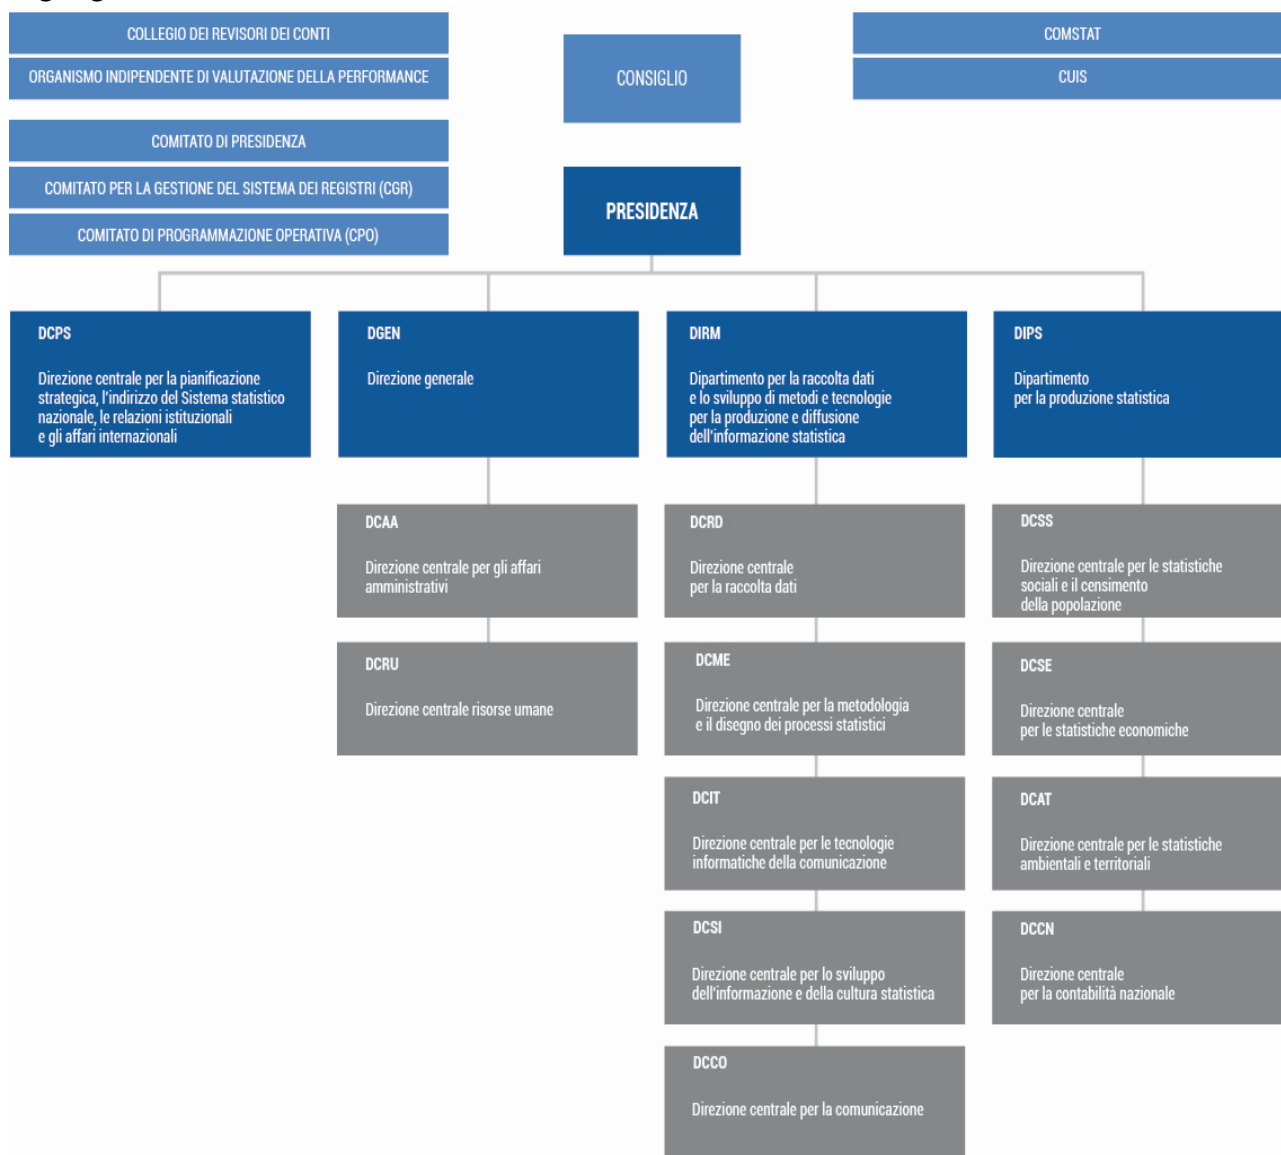 COLLEGIO DEI REVISORI DEI CONTI
ORGANISMO INDIPENDENTE DI VALUTAZIONE DELLA PERFORMANCE
COMITATO DI PRESIDENZA
COMITATO PER LA GESTIONE DEL SISTEMA DEI REGISTRI (CGR)
COMITATO DI PROGRAMMAZIONE OPERATIVA (CPO)
CONSIGLIO
COMSTAT
CUIS
PRESIDENZA
DCPS
Direzione centrale per la pianificazione
strategica, l'indirizzo del Sistema statistico
nazionale, le relazioni istituzionali
e gli affari internazionali
DGEN
Direzione generale
DCAA
Direzione centrale per gli affari
amministrativi
DCRU
Direzione centrale risorse umane
DIRM
Dipartimento per la raccolta dati
e lo sviluppo di metodi e tecnologie
per la produzione e diffusione
dell'informazione statistica
DCRD
Direzione centrale
per la raccolta dati
DCME
Direzione centrale per la metodologia
e il disegno dei processi statistici
DCIT
Direzione centrale per le tecnologie
informatiche della comunicazione
DCSI
Direzione centrale per lo sviluppo
dell'informazione e della cultura statistica
DCCO
Direzione centrale per la comunicazione
DIPS
Dipartimento
per la produzione statistica
DCSS
Direzione centrale per le statistiche
sociali e il censimento
della popolazione
DCSE
Direzione centrale
per le statistiche economiche
DCAT
Direzione centrale per le statistiche
ambientali e territoriali
DCCN
Direzione centrale
per la contabilità nazionale